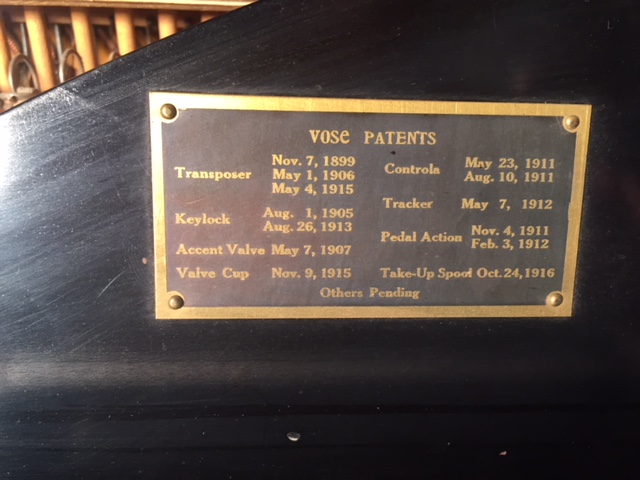 VOSE PATENTS
Transposer
Nov. 7, 1899
May 1, 1906
May 4, 1915
Keylock
Aug. 1, 1905
Aug. 26, 1913
Accent Valve May 7, 1907
Valve Cup Nov. 9, 1915
Controla
May 23, 1911
Aug. 10, 1911
Tracker May 7, 1912
Pedal Action
Nov. 4, 1911
Feb. 3, 1912
Take-Up Spool Oct. 24, 1916
Others Pending